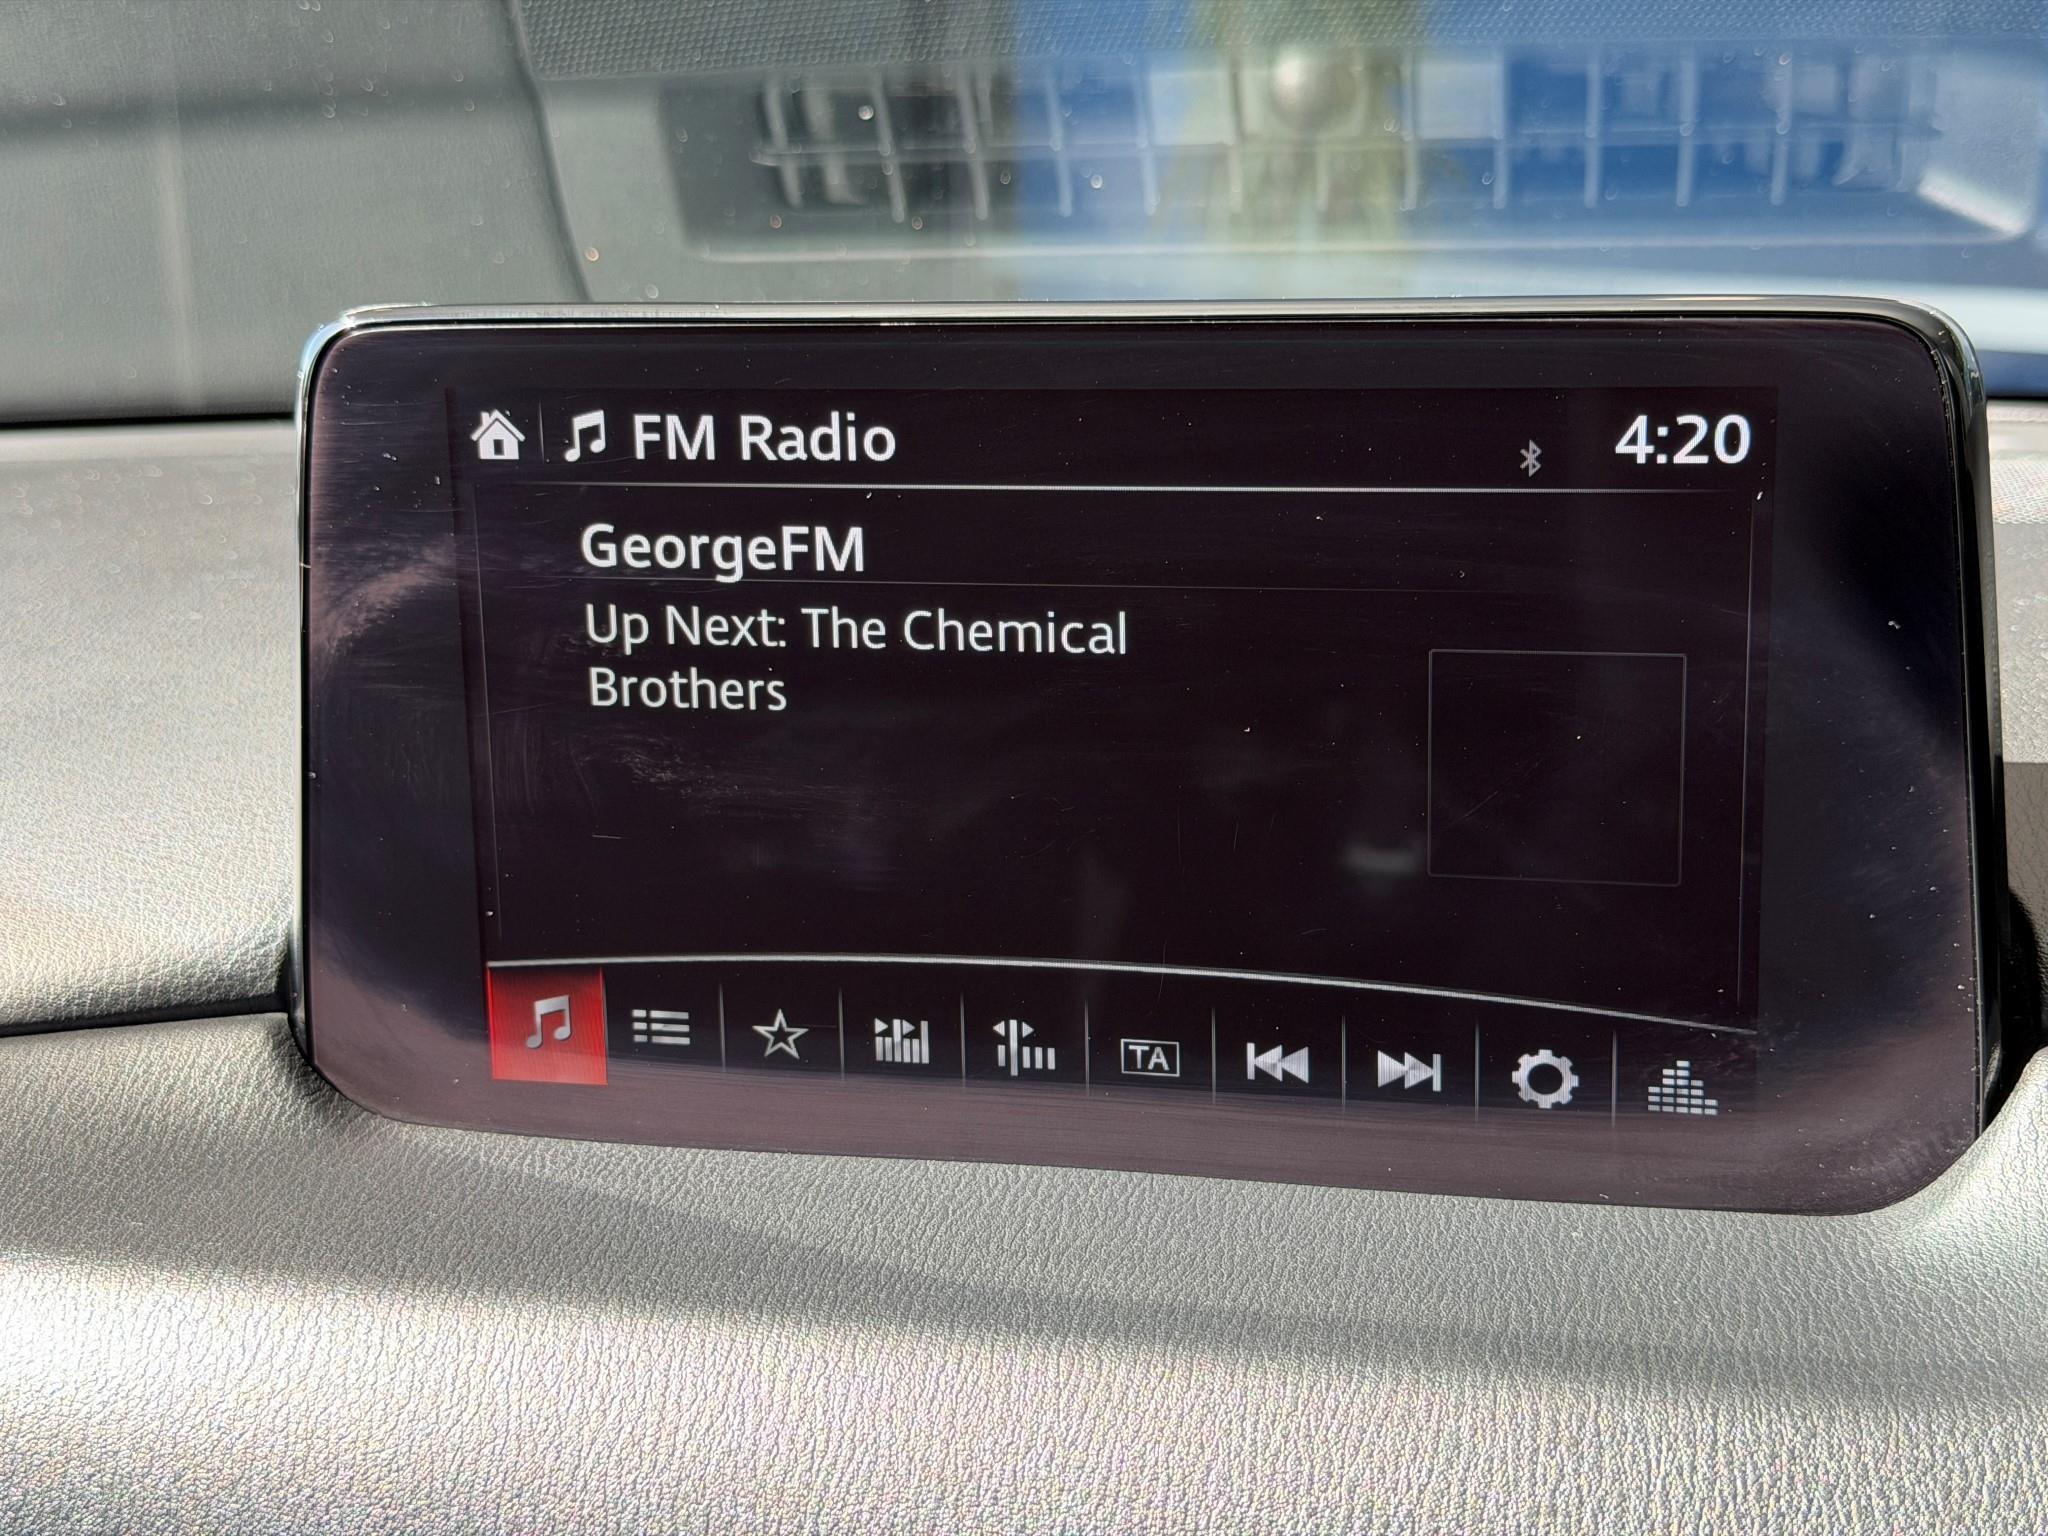 FM Radio
4:20
GeorgeFM
Up Next: The Chemical
Brothers
TA